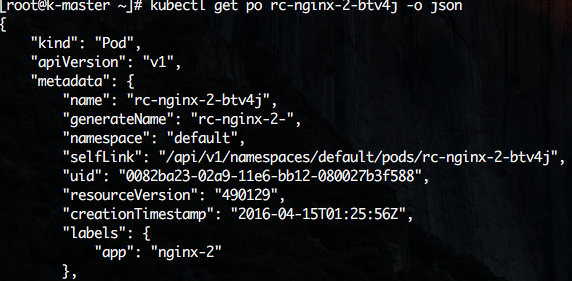 [root@k-master ~]# kubectl get po rc-nginx-2-btv4j -o json
{
    "kind": "Pod",
    "apiVersion": "v1",
    "metadata": {
        "name": "rc-nginx-2-btv4j",
        "generateName": "rc-nginx-2-",
        "namespace": "default",
        "selfLink": "/api/v1/namespaces/default/pods/rc-nginx-2-btv4j",
        "uid": "0082ba23-02a9-11e6-bb12-080027b3f588",
        "resourceVersion": "490129",
        "creationTimestamp": "2016-04-15T01:25:56Z",
        "labels": {
            "app": "nginx-2"
        },